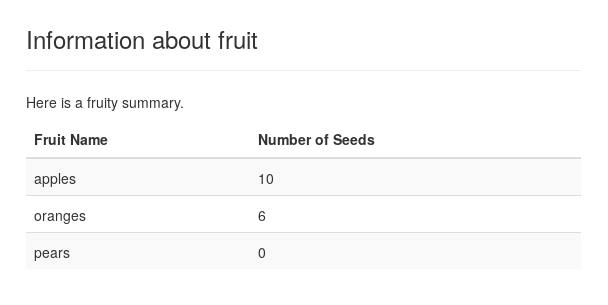 Information about fruit
Here is a fruity summary.
Fruit Name Number of Seeds
apples 10
oranges 6
pears 0